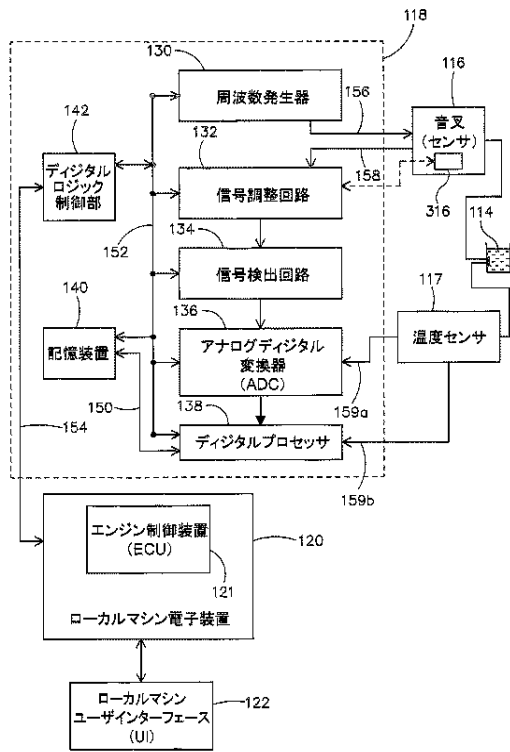 118
130
周波数発生器
156
116
音叉
(センサ)
316
142
ディジタル
ロジック
制御部
132
158
信号調整回路
152
134
114
信号検出回路
140
記憶装置
136
117
アナログディジタル
変換器
(ADC)
温度センサ
150
138
159a
154
ディジタルプロセッサ
159b
エンジン制御装置
(ECU)
120
121
ローカルマシン電子装置
ローカルマシン
ユーザインターフェース
(UI)
122